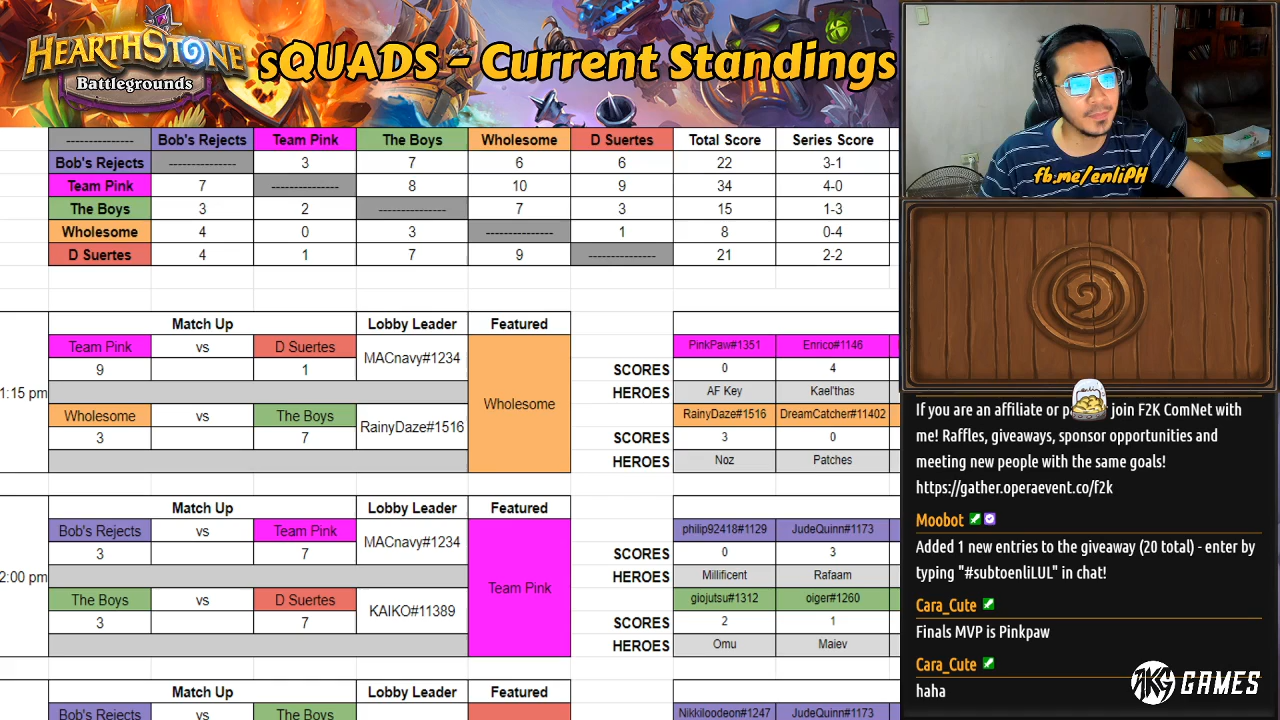 HEARTHSTONE
Battlegrounds
sQUADS - Current Standings
fb.me/enliPH
--------------- Bob's Rejects Team Pink The Boys Wholesome D Suertes Total Score Series Score
Bob's Rejects --------------- 3 7 6 6 22 3-1
Team Pink 7 --------------- 8 10 9 34 4-0
The Boys 3 2 --------------- 7 3 15 1-3
Wholesome 4 0 3 --------------- 1 8 0-4
D Suertes 4 1 7 9 --------------- 21 2-2
Match Up Lobby Leader Featured
Team Pink vs D Suertes MACnavy#1234 PinkPaw#1351 Enrico#1146
9 1 SCORES 0 4
1:15 pm HEROES AF Key Kael'thas
Wholesome
Wholesome vs The Boys RainyDaze#1516 RainyDaze#1516 DreamCatcher#11402
3 7 SCORES 3 0
HEROES Noz Patches
Match Up Lobby Leader Featured
Bob's Rejects vs Team Pink MACnavy#1234 philip92418#1129 JudeQuinn#1173
3 7 SCORES 0 3
2:00 pm HEROES Millificent Rafaam
Team Pink
The Boys vs D Suertes KAIKO#11389 giojutsu#1312 oiger#1260
3 7 SCORES 2 1
HEROES Omu Maiev
Match Up Lobby Leader Featured
Bob's Rejects vs The Boys Nikkiloodeon#1247 JudeQuinn#1173
If you are an affiliate or join F2K ComNet with
me! Raffles, giveaways, sponsor opportunities and
meeting new people with the same goals!
https://gather.operaevent.co/f2k
Moobot
Added 1 new entries to the giveaway (20 total) - enter by
typing "#subtoenliLUL" in chat!
Cara_Cute
Finals MVP is Pinkpaw
Cara_Cute
haha
AKG GAMES